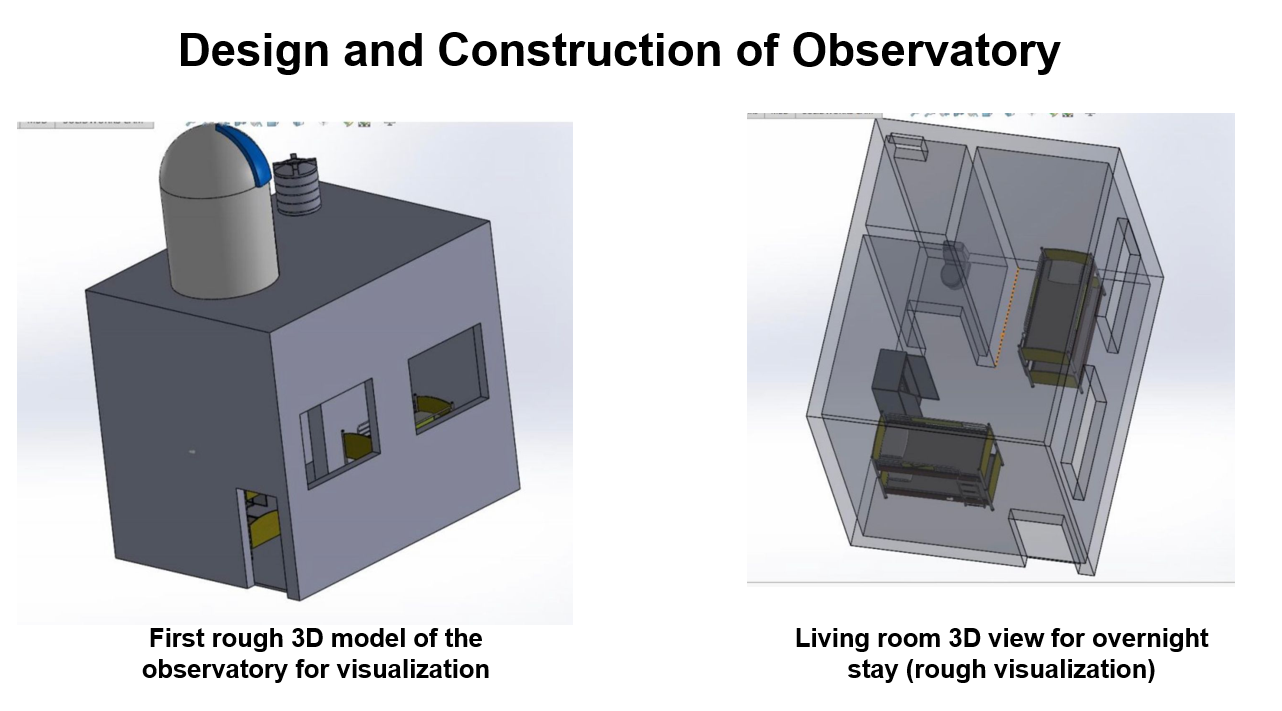 Design and Construction of Observatory
First rough 3D model of the
observatory for visualization
Living room 3D view for overnight
stay (rough visualization)